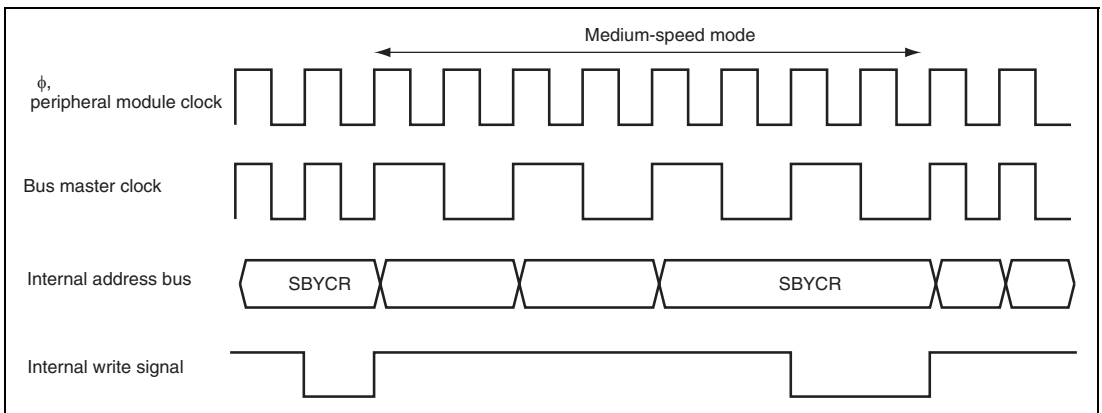 Medium-speed mode
ϕ,
peripheral module clock
Bus master clock
Internal address bus
SBYCR
SBYCR
Internal write signal